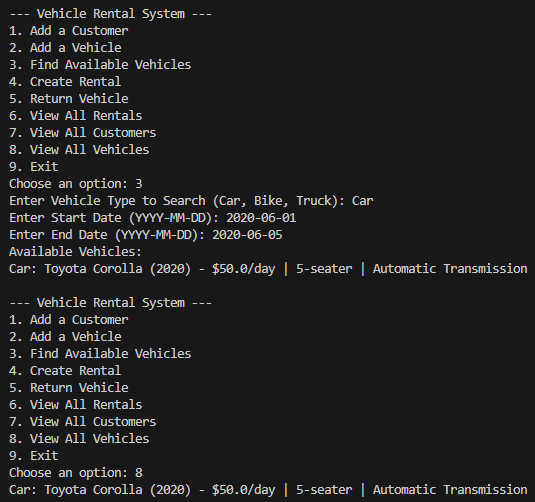 --- Vehicle Rental System ---
1. Add a Customer
2. Add a Vehicle
3. Find Available Vehicles
4. Create Rental
5. Return Vehicle
6. View All Rentals
7. View All Customers
8. View All Vehicles
9. Exit
Choose an option: 3
Enter Vehicle Type to Search (Car, Bike, Truck): Car
Enter Start Date (YYYY-MM-DD): 2020-06-01
Enter End Date (YYYY-MM-DD): 2020-06-05
Available Vehicles:
Car: Toyota Corolla (2020) - $50.0/day | 5-seater | Automatic Transmission
--- Vehicle Rental System ---
1. Add a Customer
2. Add a Vehicle
3. Find Available Vehicles
4. Create Rental
5. Return Vehicle
6. View All Rentals
7. View All Customers
8. View All Vehicles
9. Exit
Choose an option: 8
Car: Toyota Corolla (2020) - $50.0/day | 5-seater | Automatic Transmission